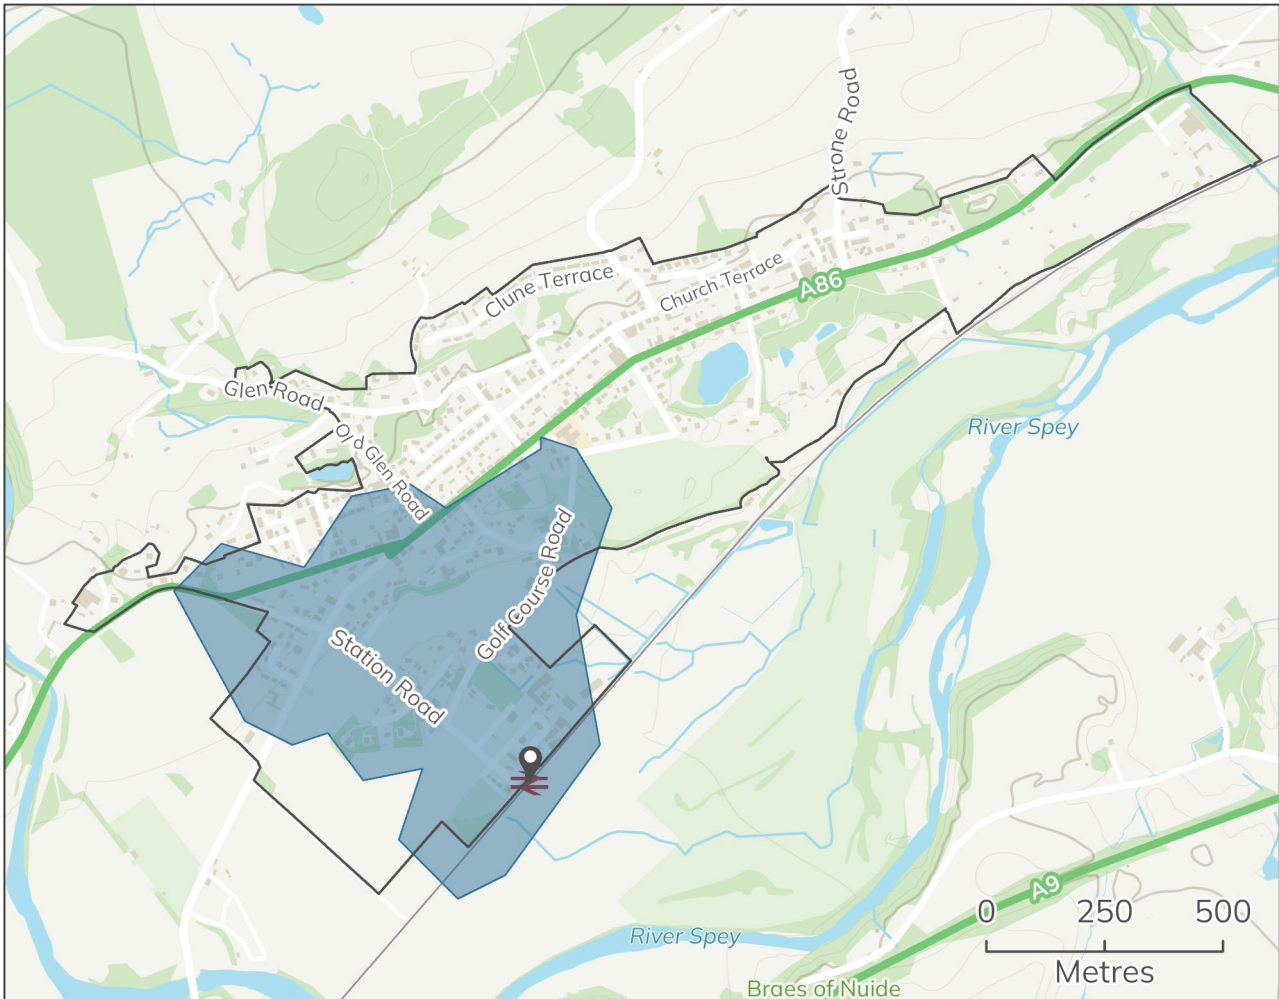 Strone Road
Clune Terrace
Church Terrace
A86
Glen Road
Old Glen Road
River Spey
Golf Course Road
Station Road
A9
0 250 500
Metres
River Spey
Braes of Nuide